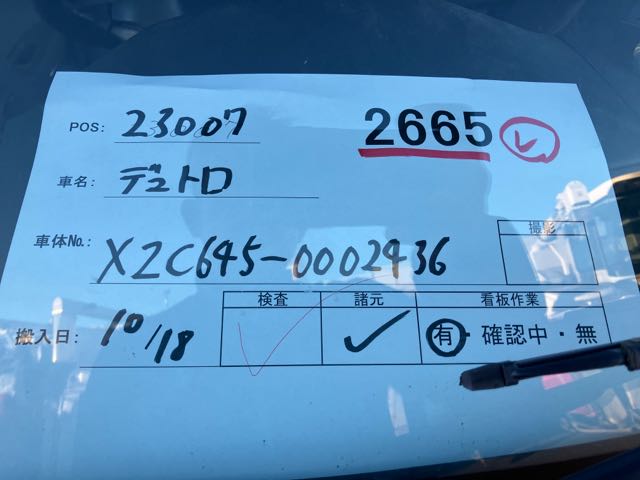 POS: 23007
2665 レ
車名: デュトロ
車体No.: XZC645-0002436
撮影
検査 諸元 看板作業
搬入日: 10/18 ✓ ✓ 有・確認中・無